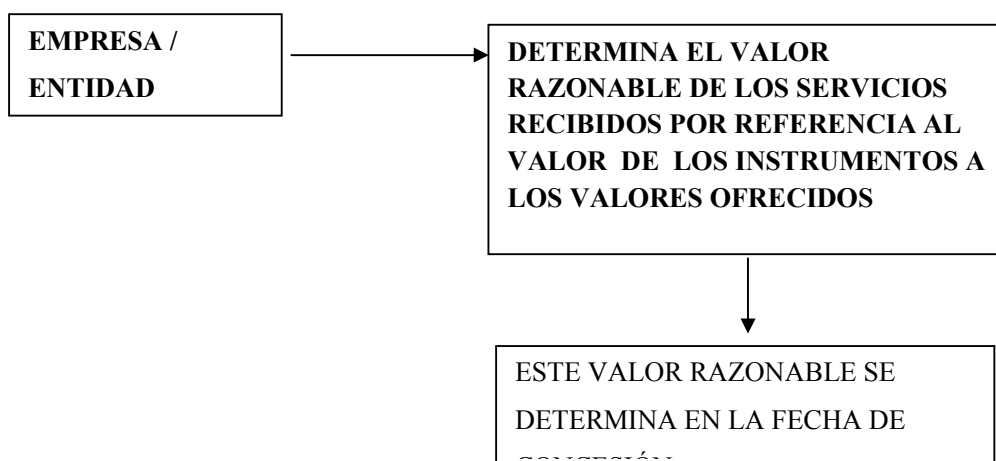 EMPRESA /
ENTIDAD
DETERMINA EL VALOR
RAZONABLE DE LOS SERVICIOS
RECIBIDOS POR REFERENCIA AL
VALOR DE LOS INSTRUMENTOS A
LOS VALORES OFRECIDOS
ESTE VALOR RAZONABLE SE
DETERMINA EN LA FECHA DE
CONCESIÓN